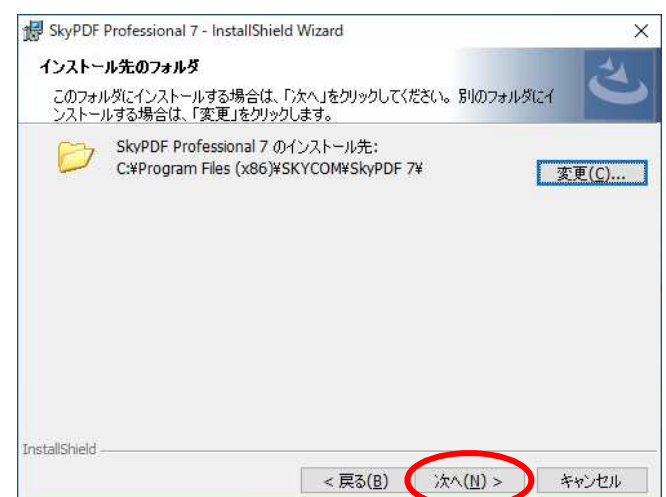 SkyPDF Professional 7 - InstallShield Wizard
インストール先のフォルダ
このフォルダにインストールする場合は、「次へ」をクリックしてください。別のフォルダにイ
ンストールする場合は、「変更」をクリックします。
SkyPDF Professional 7 のインストール先:
C:¥Program Files (x86)¥SKYCOM¥SkyPDF 7¥
変更(C)...
InstallShield
< 戻る(B)
次へ(N) >
キャンセル